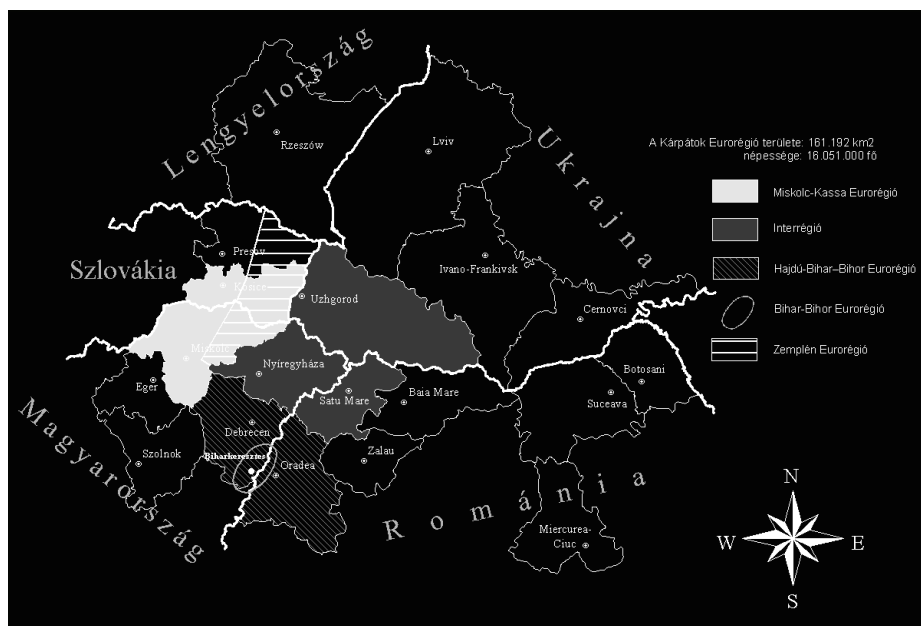 Lengyelország
Rzeszów
Lviv
Ukrajna
A Kárpátok Eurorégió területe: 161.192 km2
népessége: 16.051.000 fő
Miskolc-Kassa Eurorégió
Interrégió
Hajdú-Bihar–Bihor Eurorégió
Bihar-Bihor Eurorégió
Zemplén Eurorégió
Presov
Szlovákia
Ivano-Frankivsk
Kosice
Uzhgorod
Cernovci
Miskolc
Nyíregyháza
Eger
Satu Mare
Baia Mare
Botosani
Suceava
Magyarország
Debrecen
Szolnok
Biharkeresztes
Oradea
Zalau
Románia
Miercurea-
Ciuc
N
W
E
S